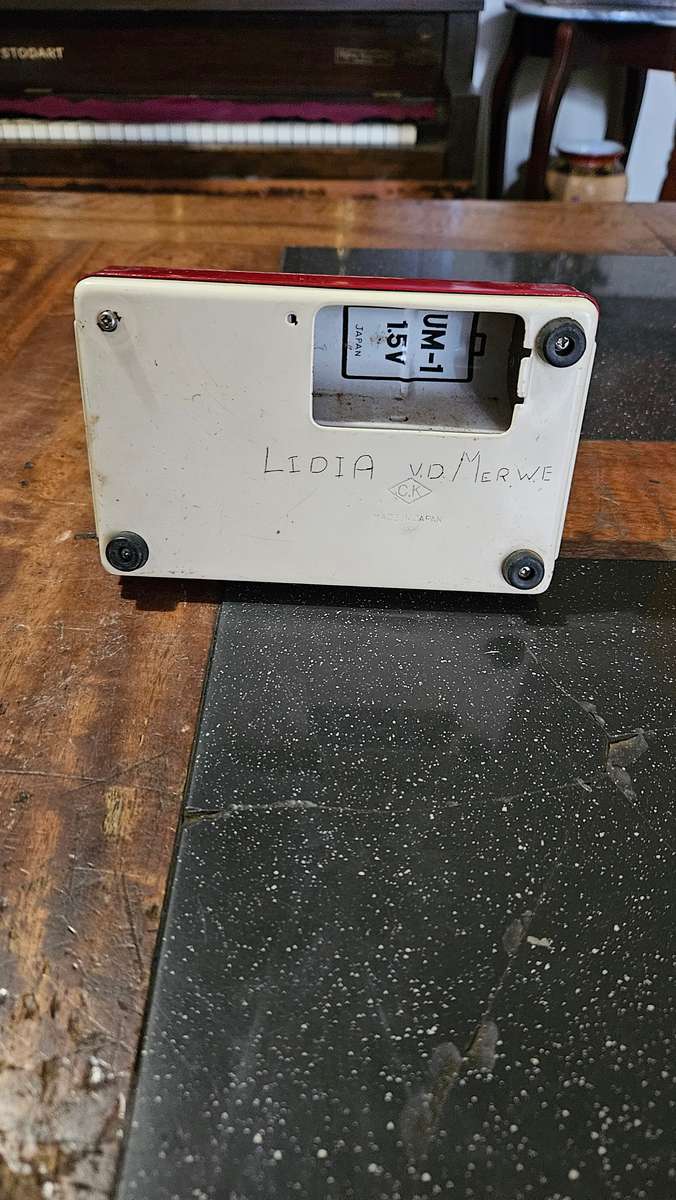 STODART
UM-1
1.5V
JAPAN
LIDIA V.D. MERWE
C.K
MADE IN JAPAN